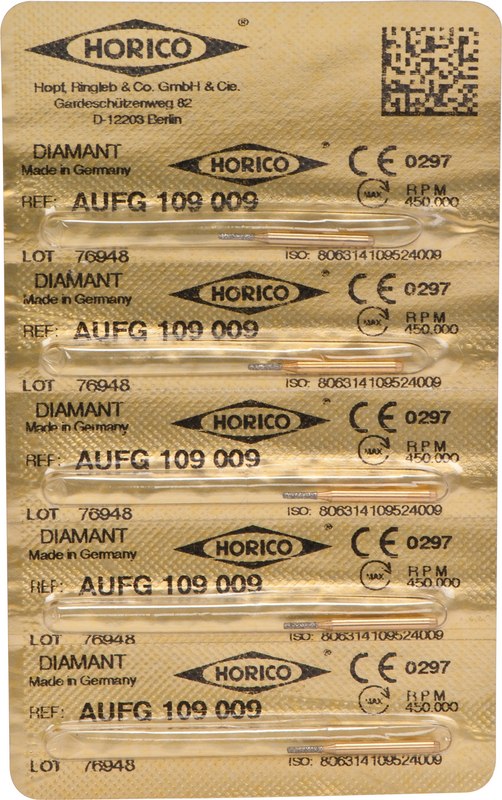 HORICO ®
Hopf, Ringleb & Co. GmbH & Cie.
Gardeschützenweg 82
D-12203 Berlin
DIAMANT HORICO ® CE 0297
Made in Germany
REF: AUFG 109 009 MAX RPM 450.000
LOT 76948 ISO: 806314109524009
DIAMANT HORICO ® CE 0297
Made in Germany
REF: AUFG 109 009 MAX RPM 450.000
LOT 76948 ISO: 806314109524009
DIAMANT HORICO ® CE 0297
Made in Germany
REF: AUFG 109 009 MAX RPM 450.000
LOT 76948 ISO: 806314109524009
DIAMANT HORICO ® CE 0297
Made in Germany
REF: AUFG 109 009 MAX RPM 450.000
LOT 76948 ISO: 806314109524009
DIAMANT HORICO ® CE 0297
Made in Germany
REF: AUFG 109 009 MAX RPM 450.000
LOT 76948 ISO: 806314109524009